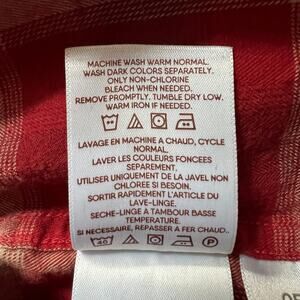 MACHINE WASH WARM NORMAL.
WASH DARK COLORS SEPARATELY.
ONLY NON-CHLORINE
BLEACH WHEN NEEDED.
REMOVE PROMPTLY. TUMBLE DRY LOW.
WARM IRON IF NEEDED.
LAVAGE EN MACHINE A CHAUD, CYCLE
NORMAL.
LAVER LES COULEURS FONCEES
SEPAREMENT.
UTILISER UNIQUEMENT DE LA JAVEL NON
CHLOREE SI BESOIN.
SORTIR RAPIDEMENT L'ARTICLE DU
LAVE-LINGE.
SECHE-LINGE A TAMBOUR BASSE
TEMPERATURE.
SI NECESSAIRE, REPASSER A FER CHAUD.
40 P